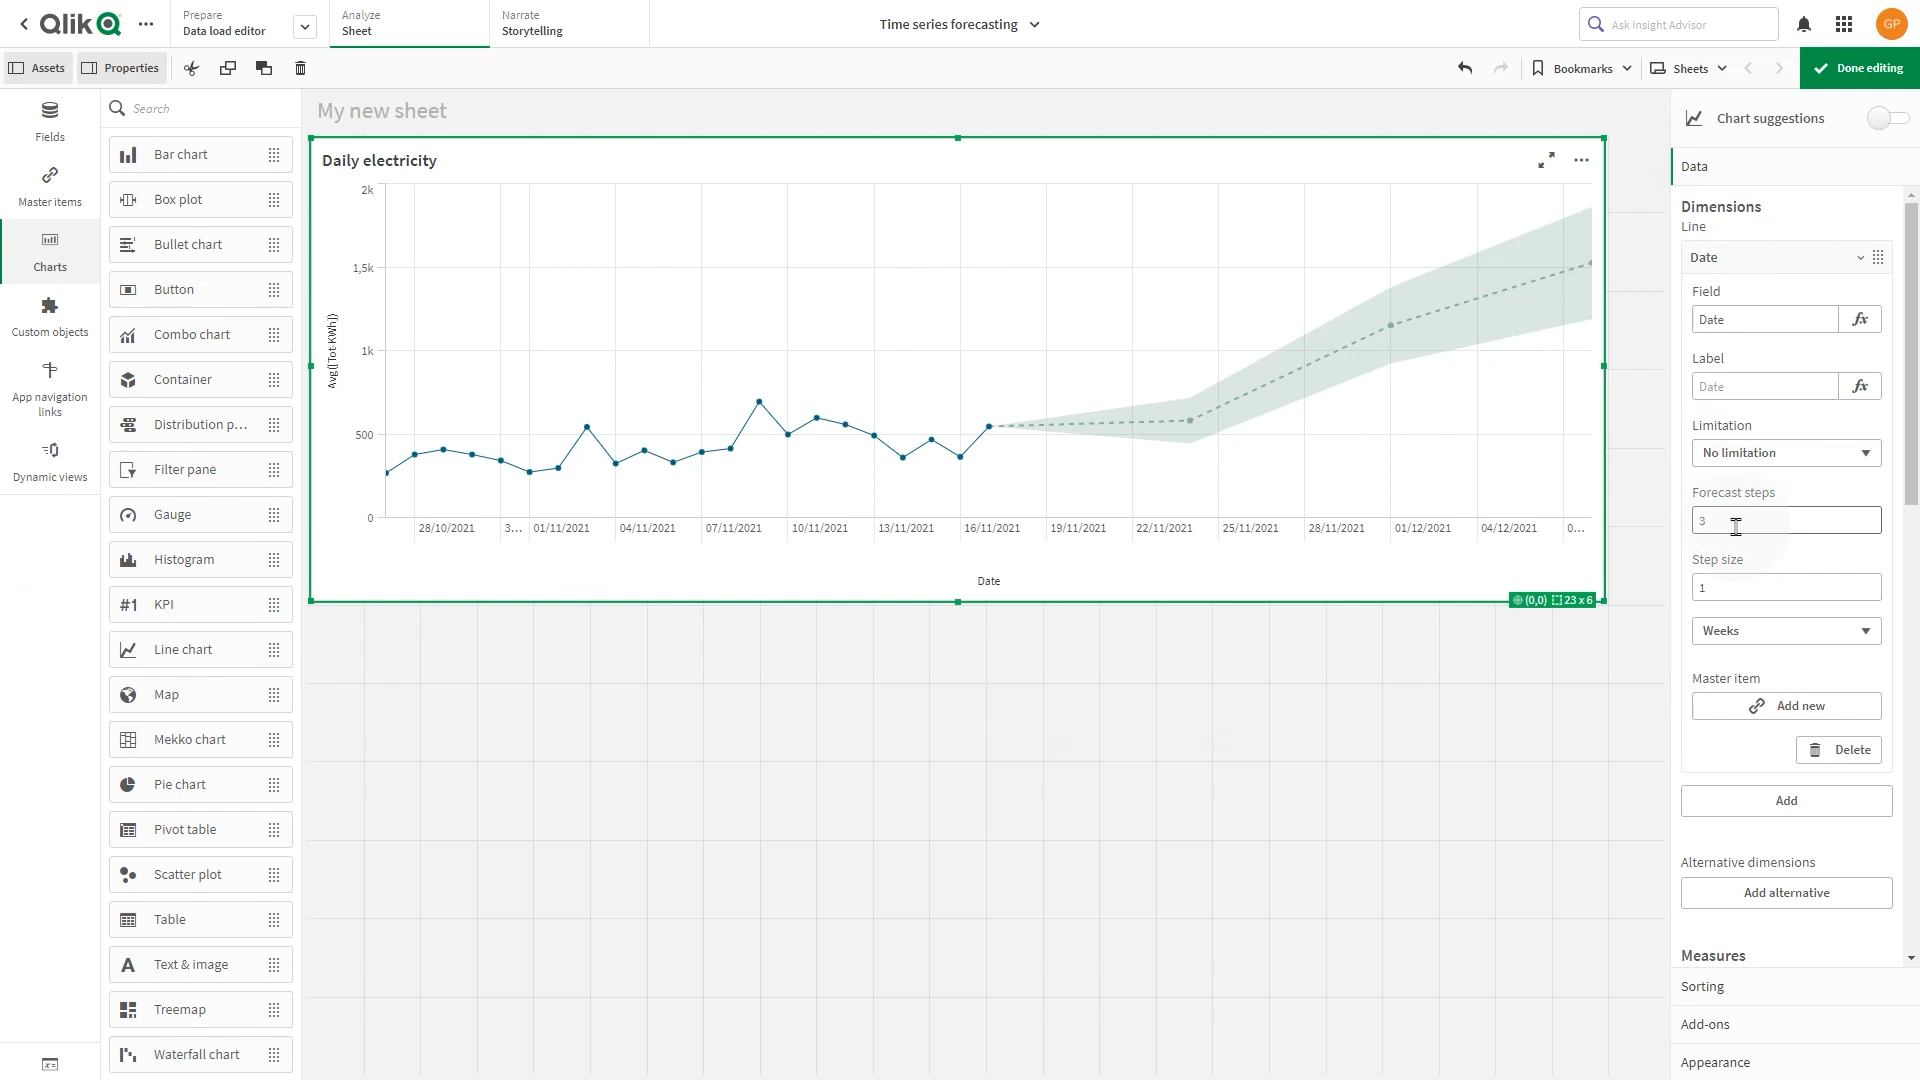 Qlik
Prepare
Data load editor
Analyze
Sheet
Narrate
Storytelling
Time series forecasting
Ask Insight Advisor
GP
Assets
Properties
Bookmarks
Sheets
Done editing
Fields
Master items
Charts
Custom objects
App navigation
links
Dynamic views
Search
Bar chart
Box plot
Bullet chart
Button
Combo chart
Container
Distribution p...
Filter pane
Gauge
Histogram
#1 KPI
Line chart
Map
Mekko chart
Pie chart
Pivot table
Scatter plot
Table
A Text & image
Treemap
Waterfall chart
My new sheet
Daily electricity
2k
1,5k
1k
500
0
Avg([Tot-KWh])
28/10/2021 3... 01/11/2021 04/11/2021 07/11/2021 10/11/2021 13/11/2021 16/11/2021 19/11/2021 22/11/2021 25/11/2021 28/11/2021 01/12/2021 04/12/2021 0...
Date
(0,0) 23 x 6
Chart suggestions
Data
Dimensions
Line
Date
Field
Date fx
Label
Date fx
Limitation
No limitation
Forecast steps
3
Step size
1
Weeks
Master item
Add new
Delete
Add
Alternative dimensions
Add alternative
Measures
Sorting
Add-ons
Appearance